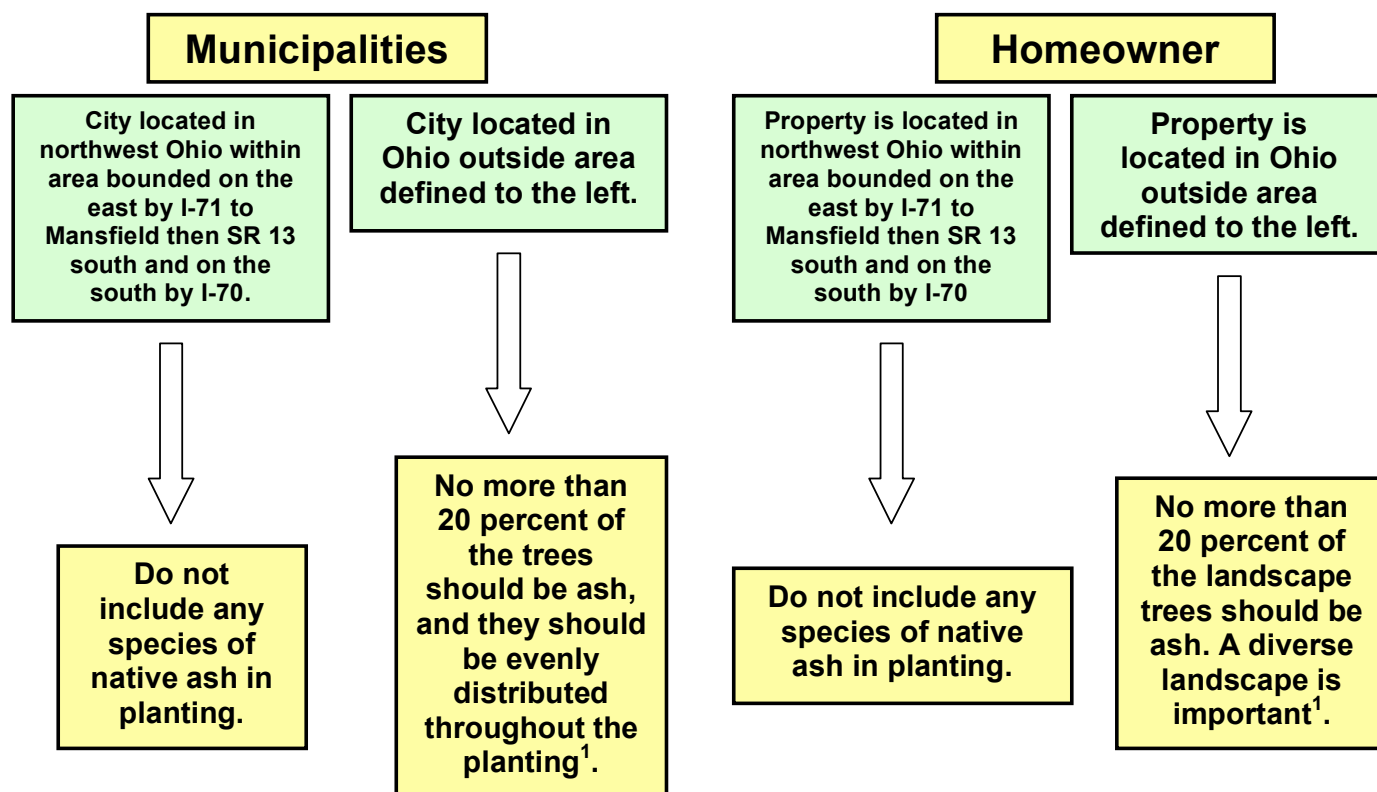 Municipalities
City located in
northwest Ohio within
area bounded on the
east by I-71 to
Mansfield then SR 13
south and on the
south by I-70.
City located in
Ohio outside area
defined to the left.
Do not
include any
species of
native ash in
planting.
No more than
20 percent of
the trees
should be ash,
and they should
be evenly
distributed
throughout the
planting¹.
Homeowner
Property is located in
northwest Ohio within
area bounded on the
east by I-71 to
Mansfield then SR 13
south and on the
south by I-70
Property is
located in Ohio
outside area
defined to the left.
Do not include any
species of native
ash in planting.
No more than
20 percent of
the landscape
trees should be
ash. A diverse
landscape is
important¹.